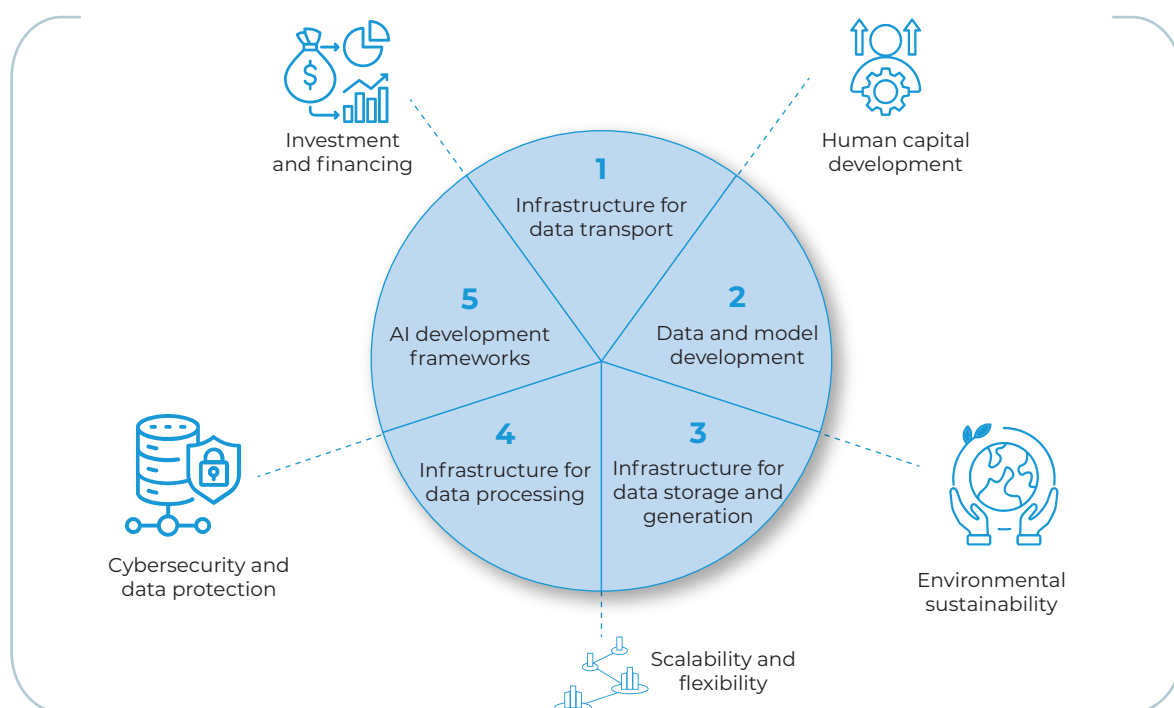 $
Investment
and financing
Human capital
development
1
Infrastructure for
data transport
2
Data and model
development
3
Infrastructure for
data storage and
generation
4
Infrastructure for
data processing
5
AI development
frameworks
Cybersecurity and
data protection
Environmental
sustainability
Scalability and
flexibility